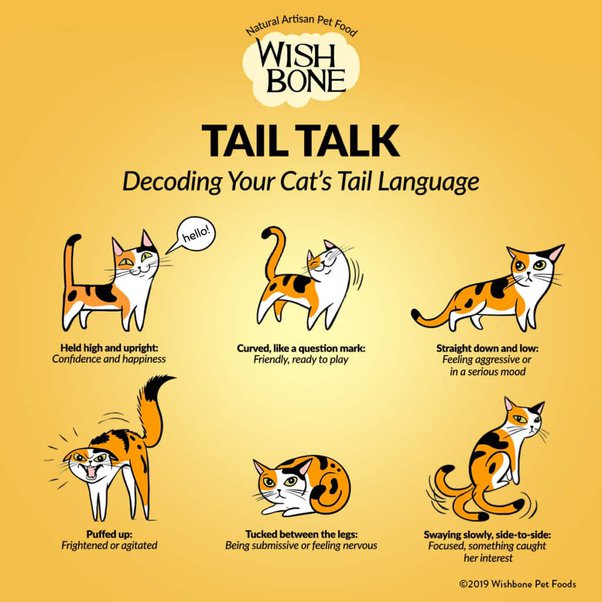 Natural Artisan Pet Food
WISH
BONE
TAIL TALK
Decoding Your Cat's Tail Language
hello!
Held high and upright:
Confidence and happiness
Curved, like a question mark:
Friendly, ready to play
Straight down and low:
Feeling aggressive or
in a serious mood
Puffed up:
Frightened or agitated
Tucked between the legs:
Being submissive or feeling nervous
Swaying slowly, side-to-side:
Focused, something caught
her interest
©2019 Wishbone Pet Foods